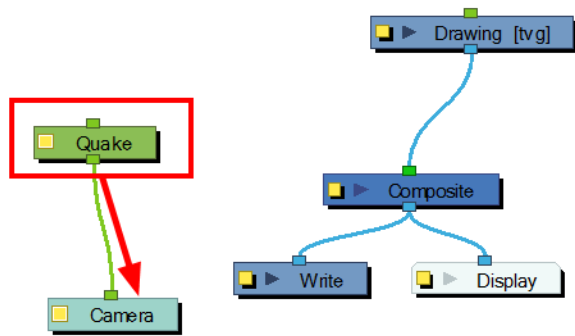 Drawing [tvg]
Quake
Composite
Write
Display
Camera